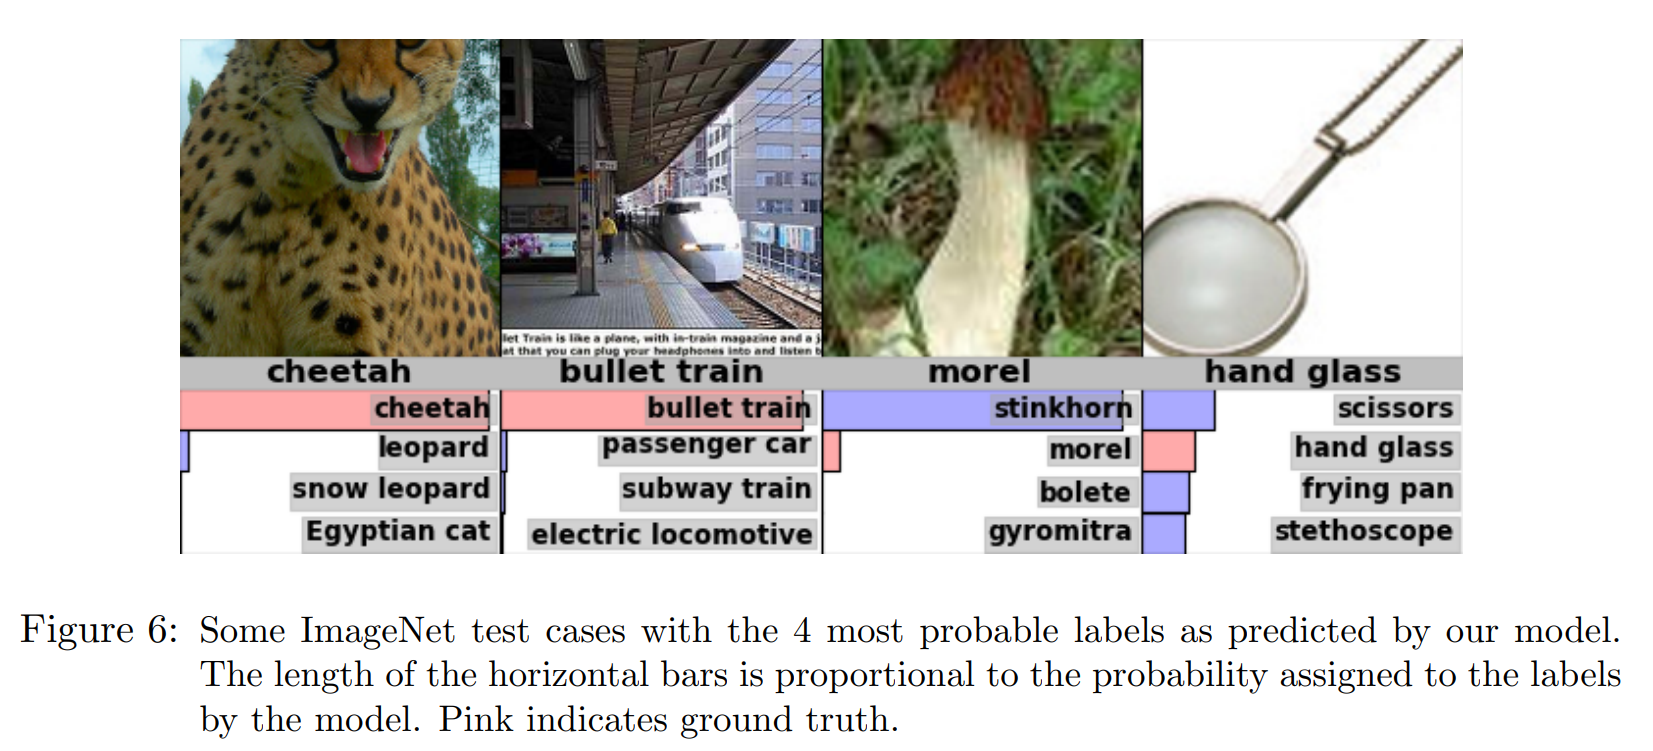 let Train is like a plane, with in-train magazine and a
at that you can plug your headphones into and listen
cheetah
bullet train
morel
hand glass
cheetah
leopard
snow leopard
Egyptian cat
bullet train
passenger car
subway train
electric locomotive
stinkhorn
morel
bolete
gyromitra
scissors
hand glass
frying pan
stethoscope
Figure 6: Some ImageNet test cases with the 4 most probable labels as predicted by our model.
The length of the horizontal bars is proportional to the probability assigned to the labels
by the model. Pink indicates ground truth.